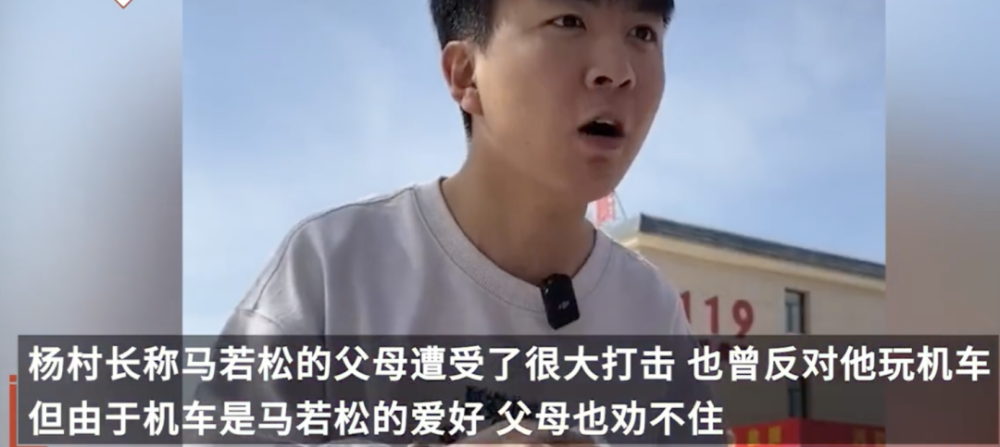 119
杨村长称马若松的父母遭受了很大打击 也曾反对他玩机车
但由于机车是马若松的爱好 父母也劝不住